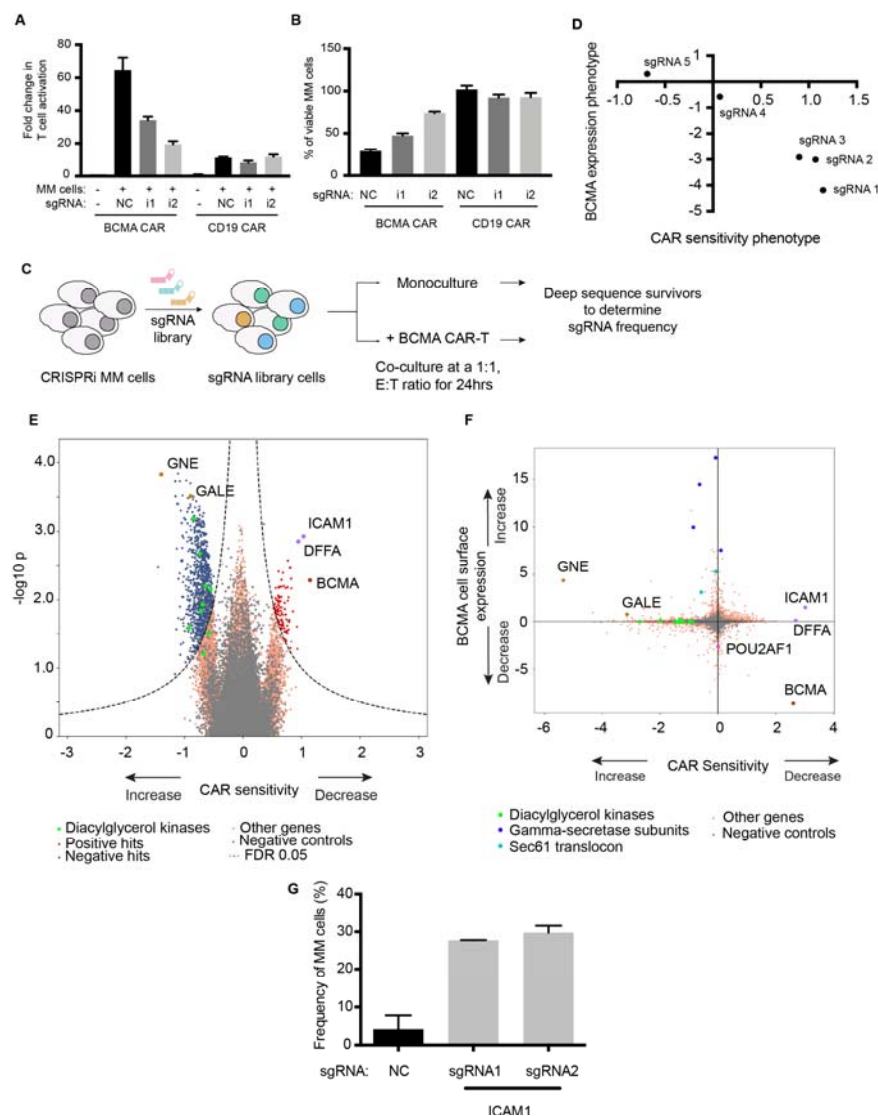 A
Fold change in
T cell activation
80
60
40
20
0
MM cells: - + + + - + + +
sgRNA: - NC i1 i2 - NC i1 i2
BCMA CAR CD19 CAR
B
% of viable MM cells
150
100
50
0
sgRNA: NC i1 i2 NC i1 i2
BCMA CAR CD19 CAR
D
BCMA expression phenotype
1
0
-1
-2
-3
-4
-5
-1.0 -0.5 0.0 0.5 1.0 1.5
sgRNA 5
sgRNA 4
sgRNA 3
sgRNA 2
sgRNA 1
CAR sensitivity phenotype
C
CRISPRi MM cells
sgRNA
library
sgRNA library cells
Monoculture
+ BCMA CAR-T
Co-culture at a 1:1,
E:T ratio for 24hrs
Deep sequence survivors
to determine
sgRNA frequency
E
-log10 p
4.0
3.0
2.0
1.0
0
GNE
GALE
ICAM1
DFFA
BCMA
-3 -2 -1 0 1 2 3
Increase CAR sensitivity Decrease
Diacylglycerol kinases
Positive hits
Negative hits
Other genes
Negative controls
FDR 0.05
F
BCMA cell surface
expression
Increase
Decrease
15
10
5
0
-5
GNE
GALE
ICAM1
DFFA
POU2AF1
BCMA
-6 -4 -2 0 2 4
Increase CAR Sensitivity Decrease
Diacylglycerol kinases
Gamma-secretase subunits
Sec61 translocon
Other genes
Negative controls
G
Frequency of MM cells (%)
40
30
20
10
0
sgRNA: NC sgRNA1 sgRNA2
ICAM1